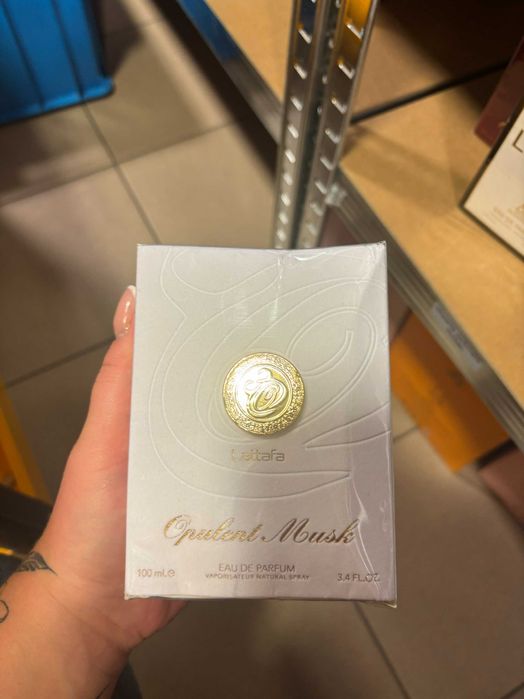 Lattafa
Opulent Musk
EAU DE PARFUM
VAPORISATEUR NATURAL SPRAY
100 mL℮
3.4 FL.OZ